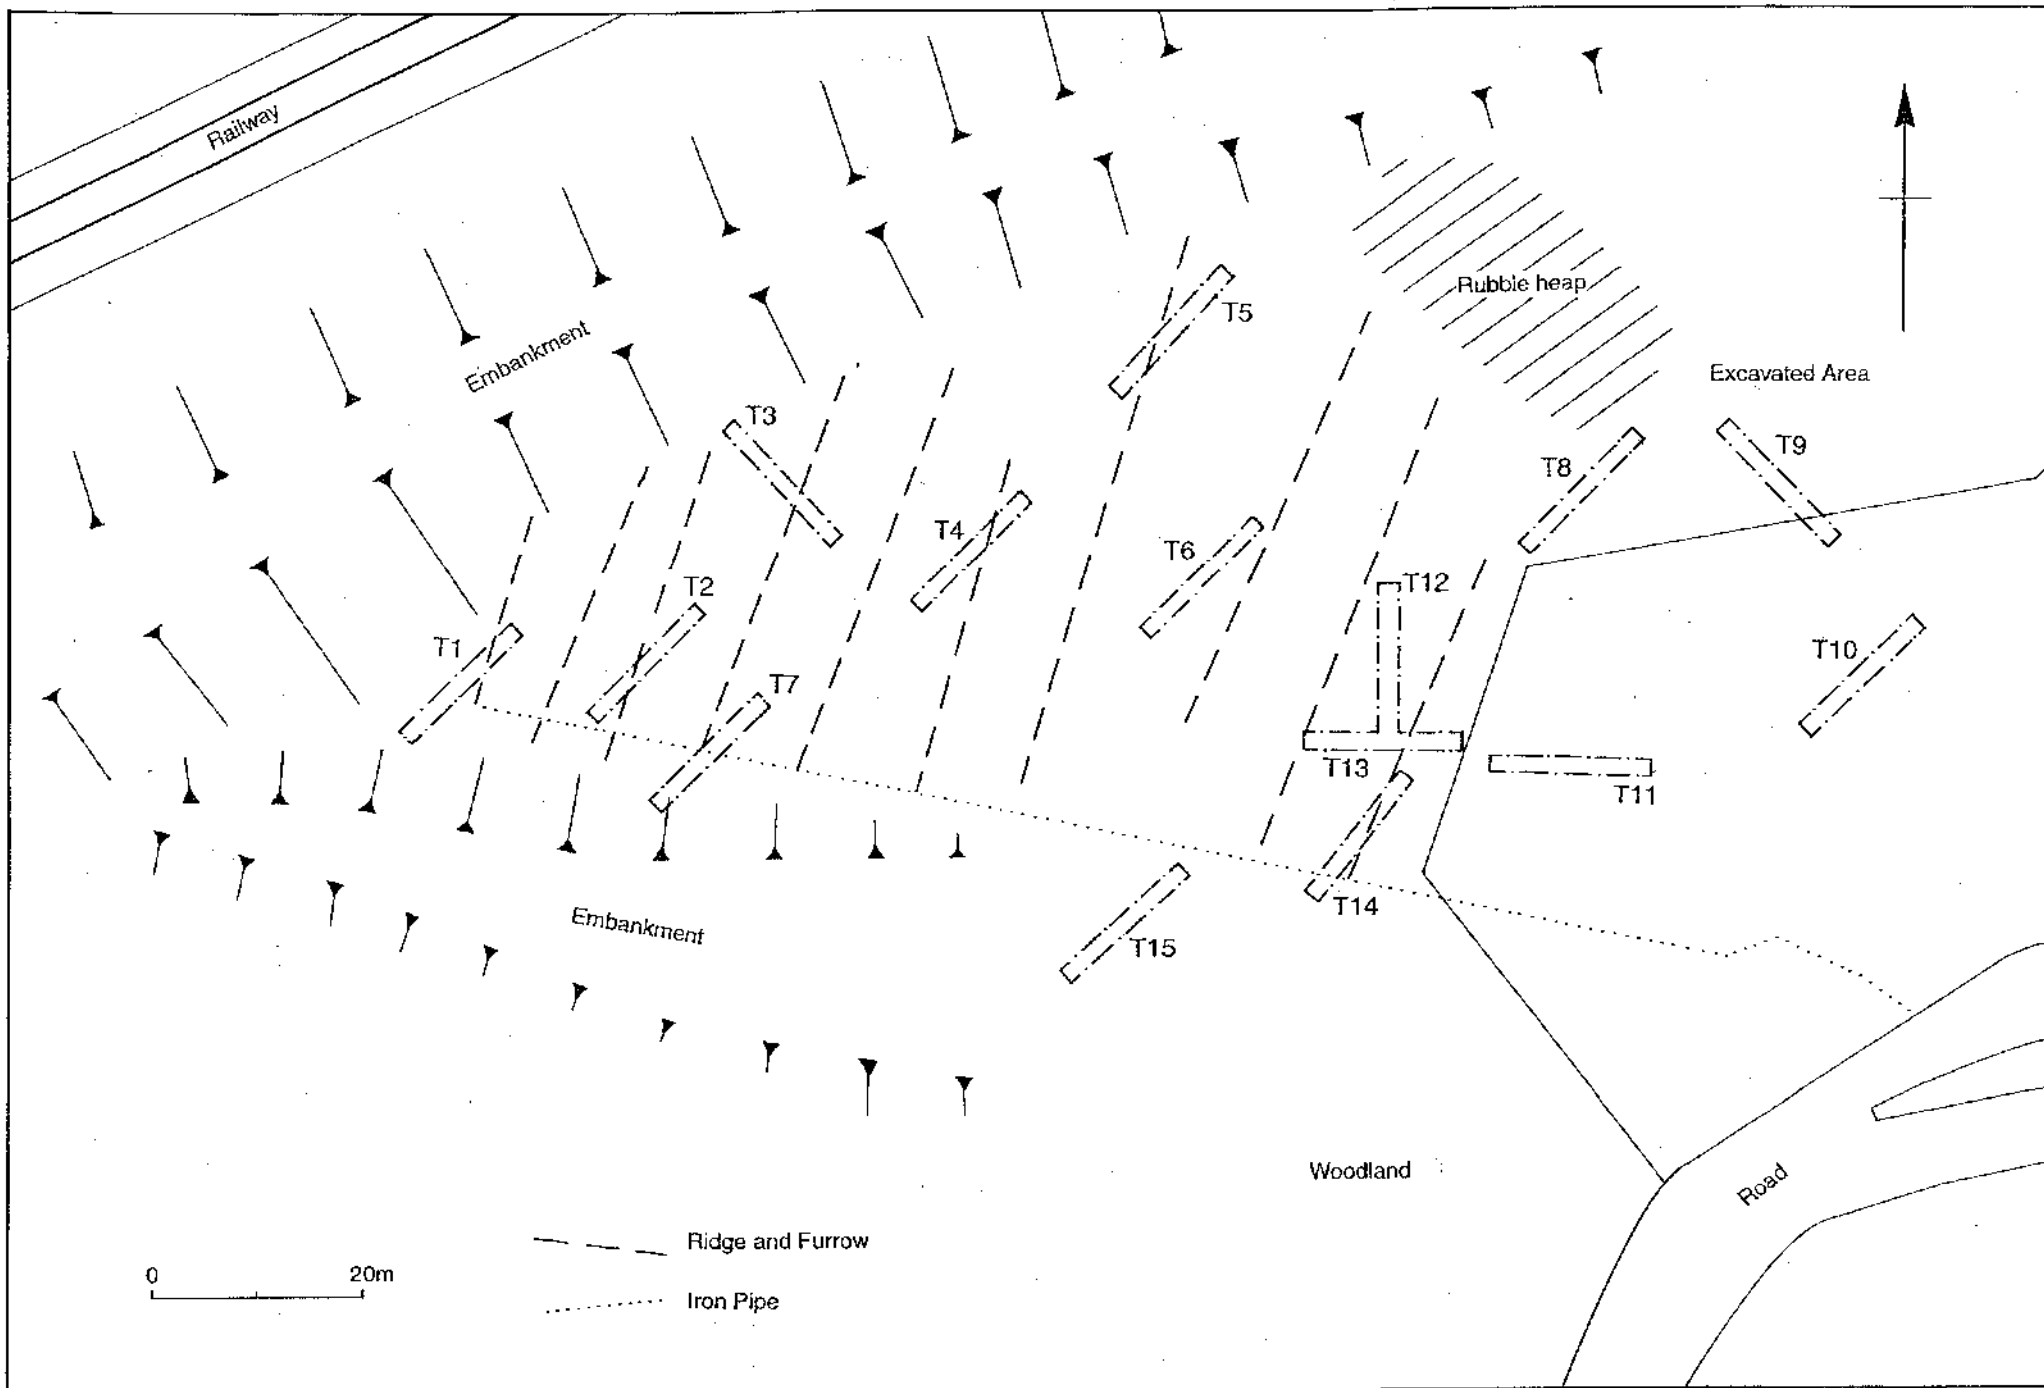 Railway
Embankment
Rubble heap
Excavated Area
T5
T3
T9
T8
T4
T6
T12
T2
T1
T10
T7
T13
T11
T14
T15
Embankment
Woodland
Road
Ridge and Furrow
0 20m
Iron Pipe